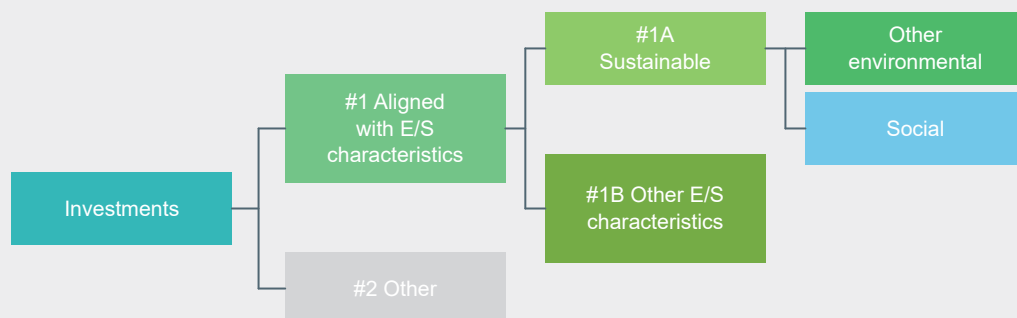 #1A
Sustainable
Other
environmental
#1 Aligned
with E/S
characteristics
Social
Investments
#1B Other E/S
characteristics
#2 Other